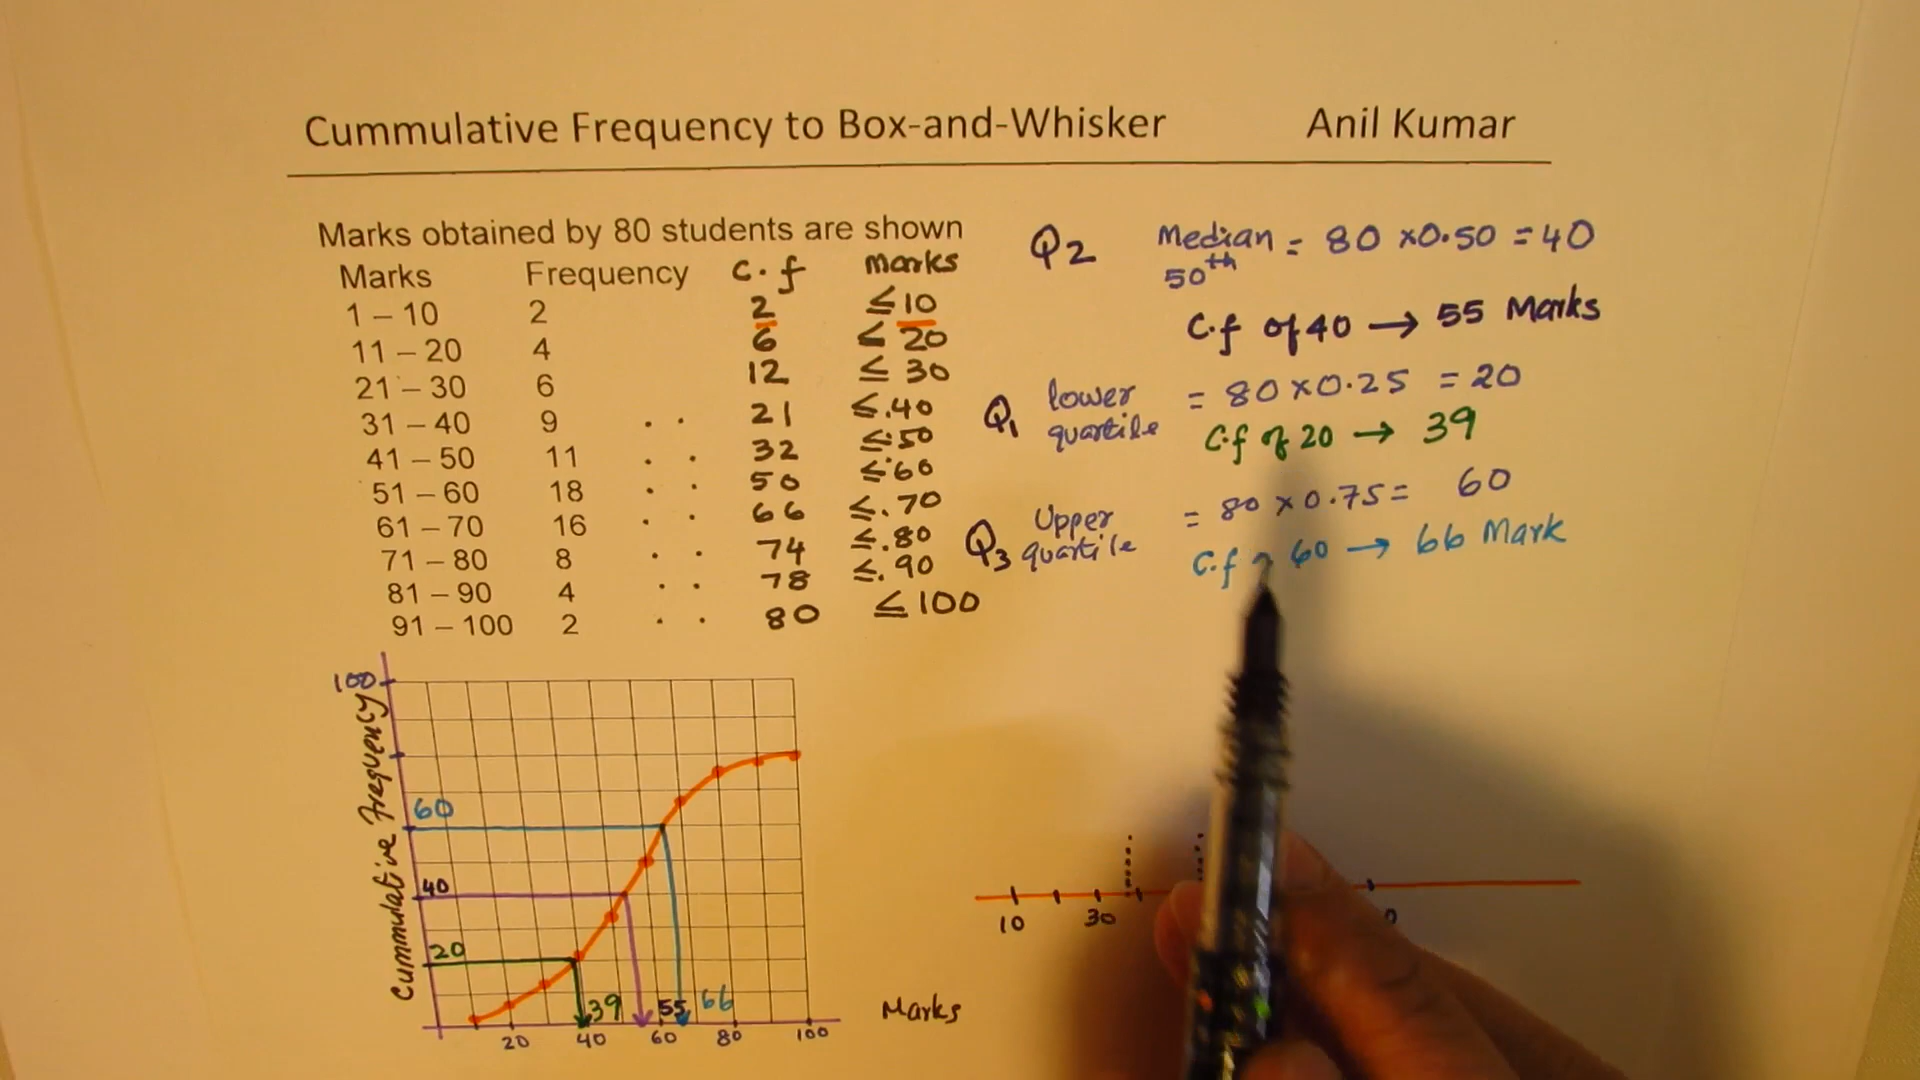 Cummulative Frequency to Box-and-Whisker Anil Kumar
Marks obtained by 80 students are shown
Marks Frequency c.f marks
1 – 10 2 2 ≤ 10
11 – 20 4 6 ≤ 20
21 – 30 6 12 ≤ 30
31 – 40 9 .. 21 ≤.40
41 – 50 11 .. 32 ≤.50
51 – 60 18 .. 50 ≤.60
61 – 70 16 .. 66 ≤.70
71 – 80 8 .. 74 ≤.80
81 – 90 4 .. 78 ≤.90
91 – 100 2 .. 80 ≤ 100
Q2 Median = 80 ×0.50 = 40
50th
C.f of 40 → 55 Marks
Q1 lower quartile = 80 ×0.25 = 20
C.f of 20 → 39
Q3 Upper quartile = 80 × 0.75 = 60
C.f 60 → 66 Mark
100
60
40
20
Cummulative Frequency
39 55 66
20 40 60 80 100
Marks
10 30